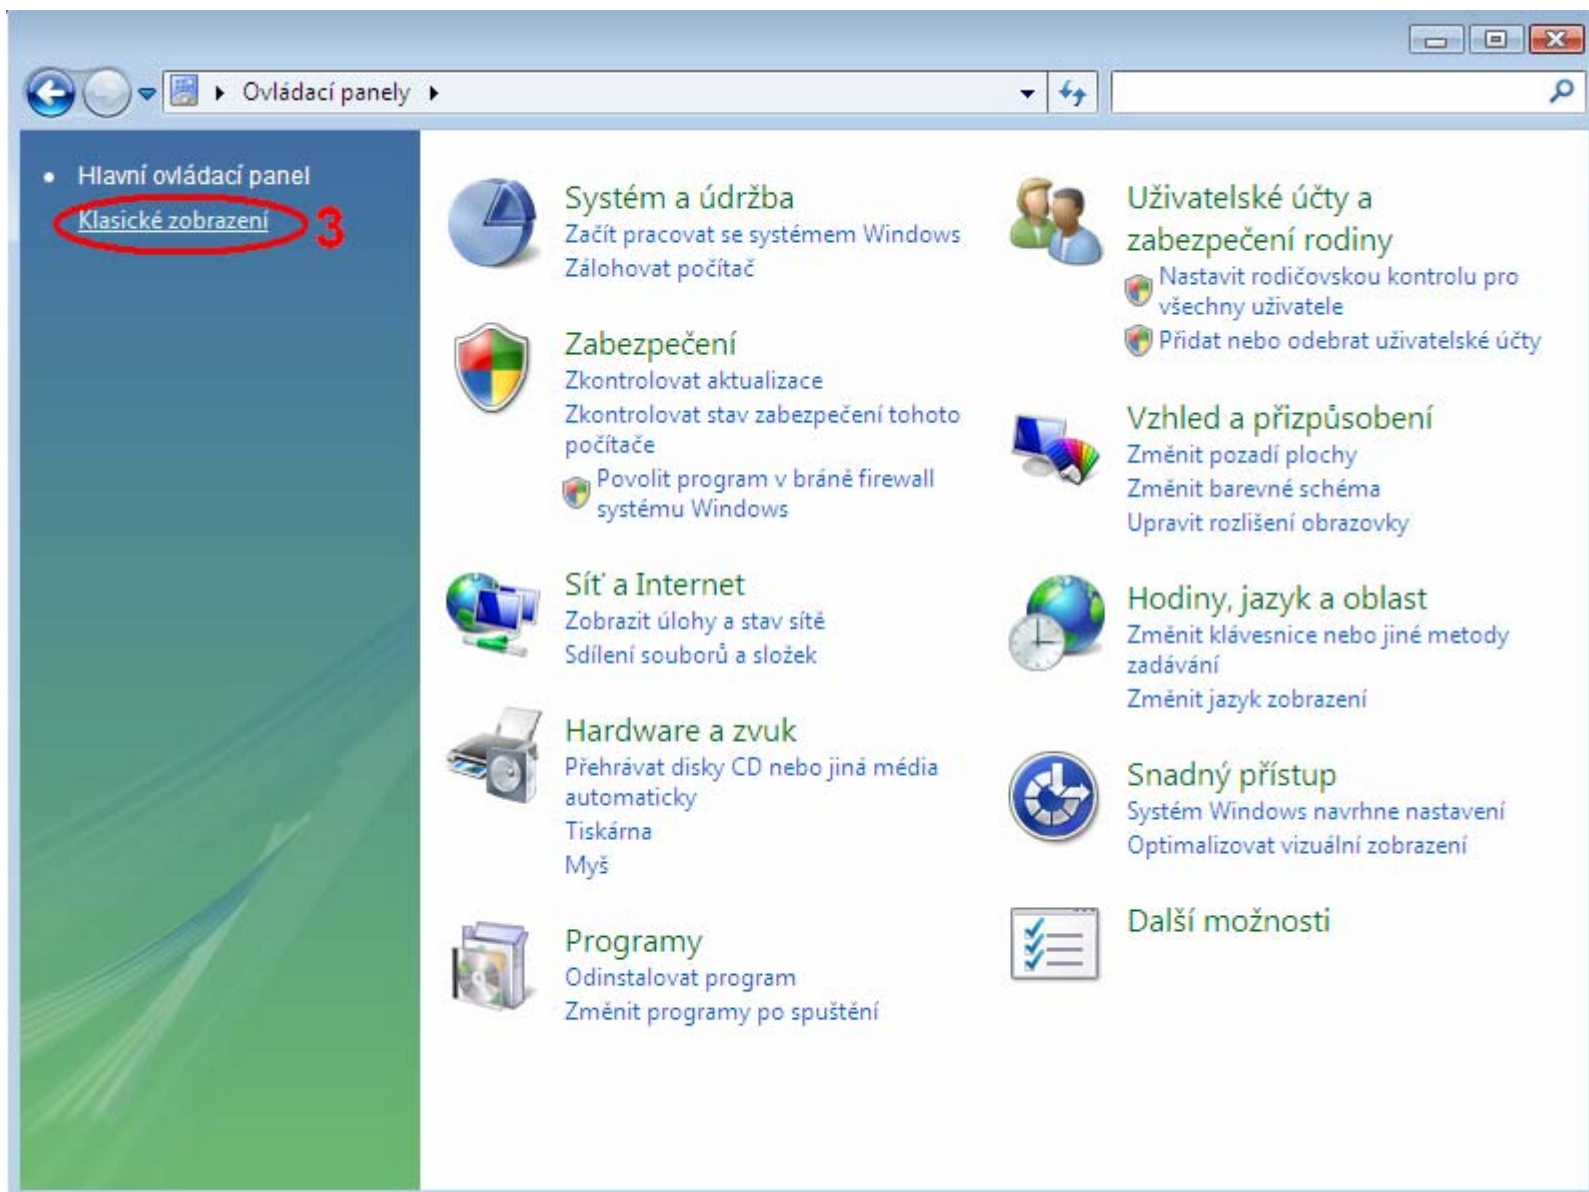 Ovládací panely
Hlavní ovládací panel
Klasické zobrazení 3
Systém a údržba
Začít pracovat se systémem Windows
Zálohovat počítač
Zabezpečení
Zkontrolovat aktualizace
Zkontrolovat stav zabezpečení tohoto
počítače
Povolit program v bráně firewall
systému Windows
Síť a Internet
Zobrazit úlohy a stav sítě
Sdílení souborů a složek
Hardware a zvuk
Přehrávat disky CD nebo jiná média
automaticky
Tiskárna
Myš
Programy
Odinstalovat program
Změnit programy po spuštění
Uživatelské účty a
zabezpečení rodiny
Nastavit rodičovskou kontrolu pro
všechny uživatele
Přidat nebo odebrat uživatelské účty
Vzhled a přizpůsobení
Změnit pozadí plochy
Změnit barevné schéma
Upravit rozlišení obrazovky
Hodiny, jazyk a oblast
Změnit klávesnice nebo jiné metody
zadávání
Změnit jazyk zobrazení
Snadný přístup
Systém Windows navrhne nastavení
Optimalizovat vizuální zobrazení
Další možnosti